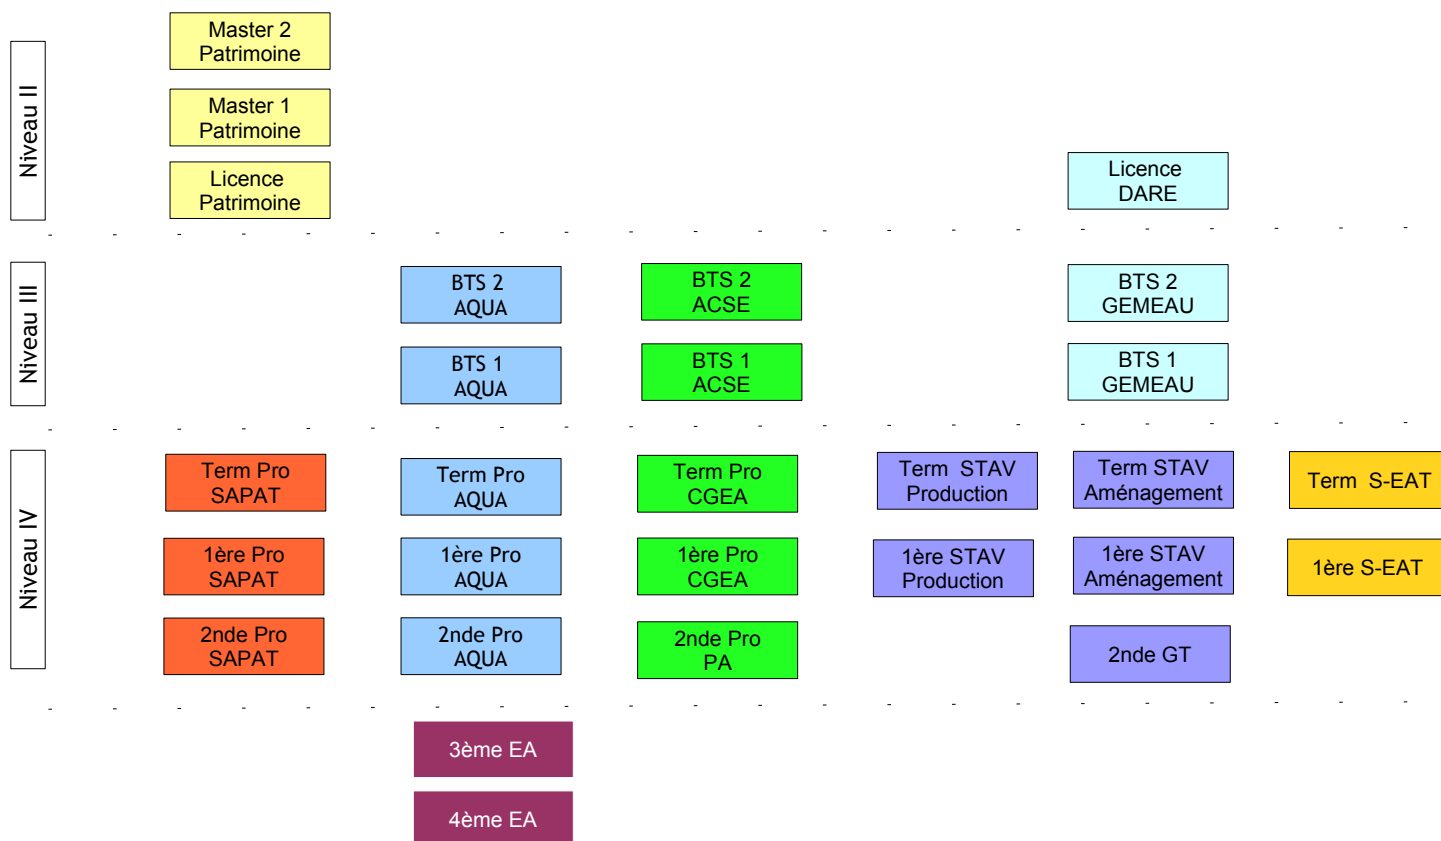 Niveau II
Master 2
Patrimoine
Master 1
Patrimoine
Licence
Patrimoine
Licence
DARE
Niveau III
BTS 2
AQUA
BTS 2
ACSE
BTS 2
GEMEAU
BTS 1
AQUA
BTS 1
ACSE
BTS 1
GEMEAU
Niveau IV
Term Pro
SAPAT
Term Pro
AQUA
Term Pro
CGEA
Term STAV
Production
Term STAV
Aménagement
Term S-EAT
1ère Pro
SAPAT
1ère Pro
AQUA
1ère Pro
CGEA
1ère STAV
Production
1ère STAV
Aménagement
1ère S-EAT
2nde Pro
SAPAT
2nde Pro
AQUA
2nde Pro
PA
2nde GT
3ème EA
4ème EA